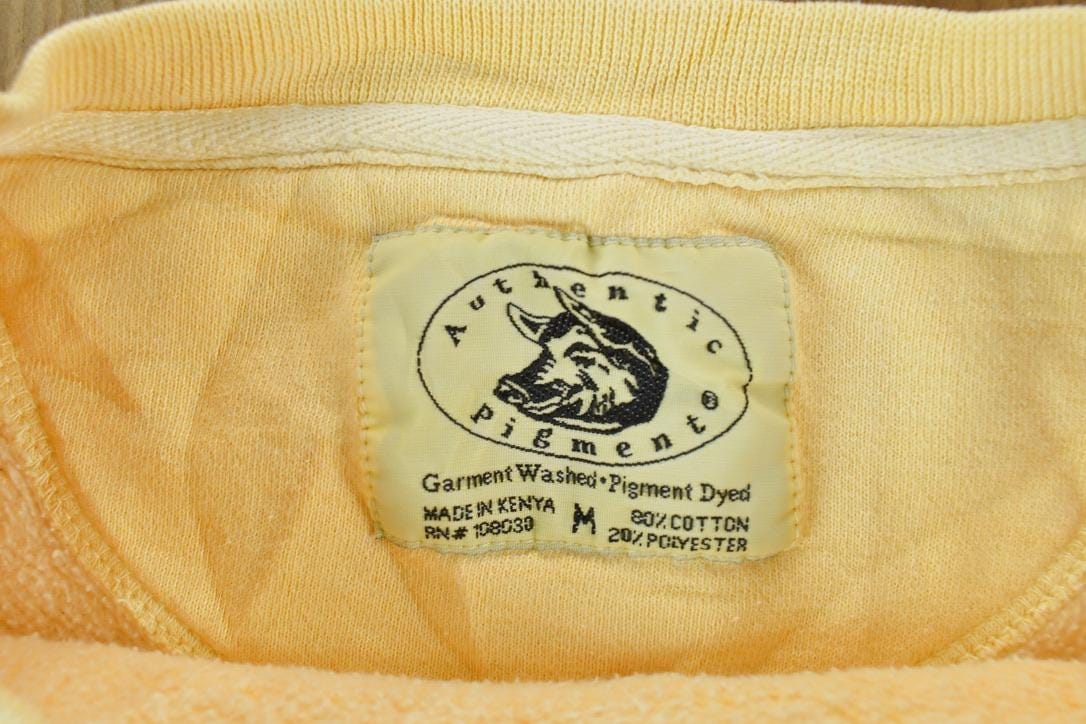 Authentic
Pigment®
Garment Washed•Pigment Dyed
MADE IN KENYA M 80% COTTON
RN# 108030 20% POLYESTER